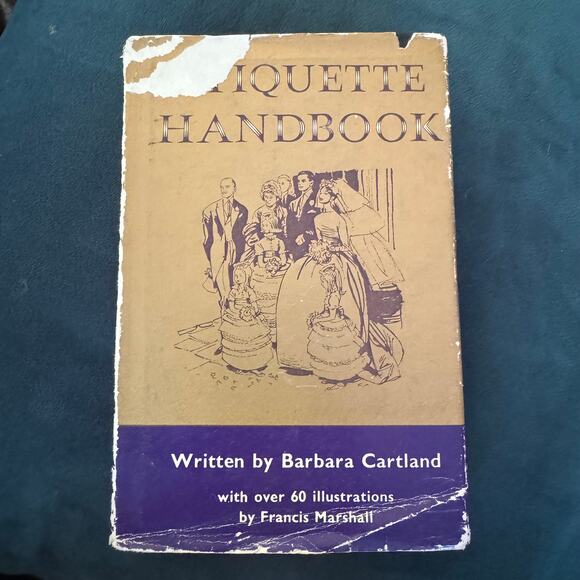 TIQUETTE
HANDBOOK
Written by Barbara Cartland
with over 60 illustrations
by Francis Marshall